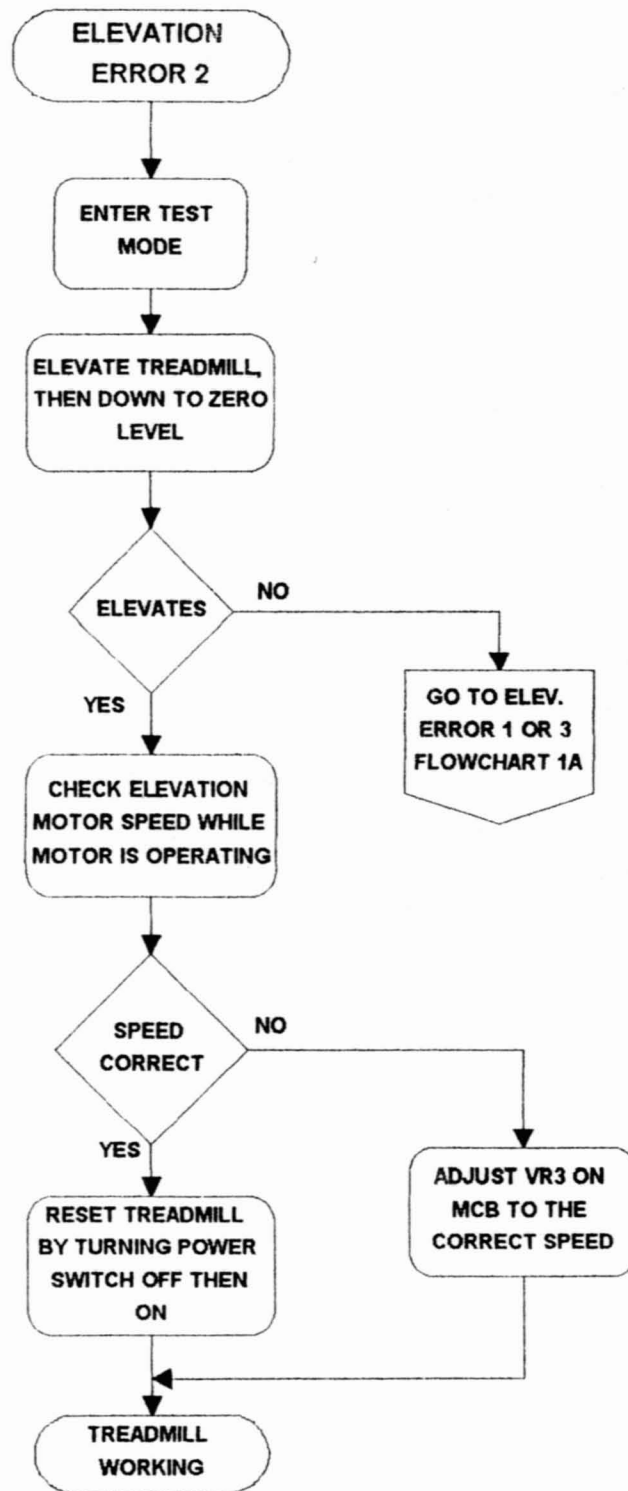 ELEVATION
ERROR 2
ENTER TEST
MODE
ELEVATE TREADMILL,
THEN DOWN TO ZERO
LEVEL
ELEVATES
NO
YES
GO TO ELEV.
ERROR 1 OR 3
FLOWCHART 1A
CHECK ELEVATION
MOTOR SPEED WHILE
MOTOR IS OPERATING
SPEED
CORRECT
NO
YES
ADJUST VR3 ON
MCB TO THE
CORRECT SPEED
RESET TREADMILL
BY TURNING POWER
SWITCH OFF THEN
ON
TREADMILL
WORKING